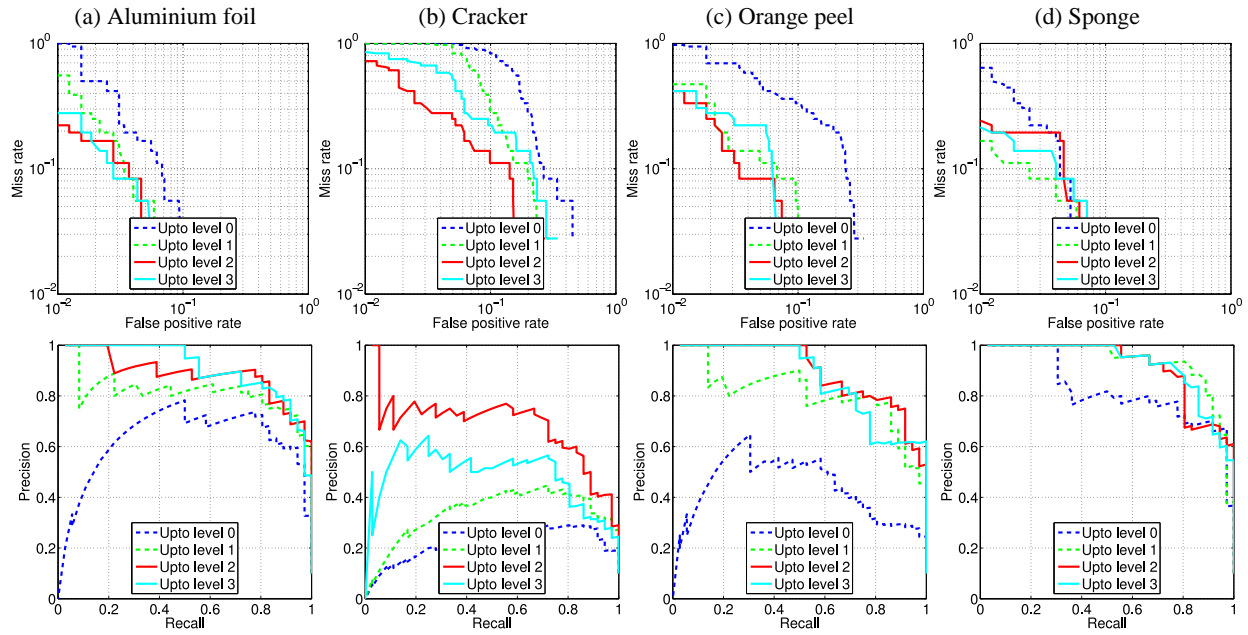 (a) Aluminium foil
(b) Cracker
(c) Orange peel
(d) Sponge
10^0
10^-1
10^-2
Miss rate
Upto level 0
Upto level 1
Upto level 2
Upto level 3
10^-2
10^-1
10^0
False positive rate
10^0
10^-1
10^-2
Miss rate
Upto level 0
Upto level 1
Upto level 2
Upto level 3
10^-2
10^-1
10^0
False positive rate
10^0
10^-1
10^-2
Miss rate
Upto level 0
Upto level 1
Upto level 2
Upto level 3
10^-2
10^-1
10^0
False positive rate
10^0
10^-1
10^-2
Miss rate
Upto level 0
Upto level 1
Upto level 2
Upto level 3
10^-2
10^-1
10^0
False positive rate
1
0.8
0.6
0.4
0.2
0
Precision
Upto level 0
Upto level 1
Upto level 2
Upto level 3
0 0.2 0.4 0.6 0.8 1
Recall
1
0.8
0.6
0.4
0.2
0
Precision
Upto level 0
Upto level 1
Upto level 2
Upto level 3
0 0.2 0.4 0.6 0.8 1
Recall
1
0.8
0.6
0.4
0.2
0
Precision
Upto level 0
Upto level 1
Upto level 2
Upto level 3
0 0.2 0.4 0.6 0.8 1
Recall
1
0.8
0.6
0.4
0.2
0
Precision
Upto level 0
Upto level 1
Upto level 2
Upto level 3
0 0.2 0.4 0.6 0.8 1
Recall